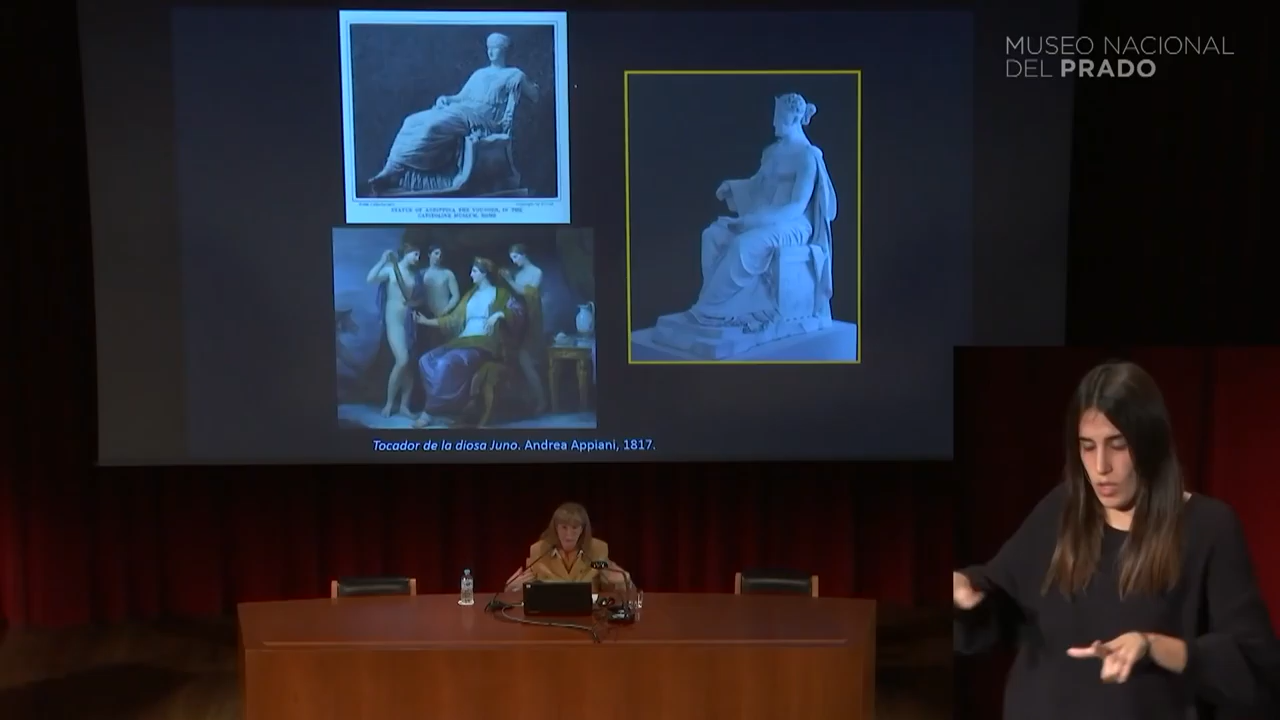 MUSEO NACIONAL
DEL PRADO
STATUE OF AGRIPPINA THE YOUNGER, IN THE
CAPITOLINE MUSEUM, ROME
Tocador de la diosa Juno. Andrea Appiani, 1817.